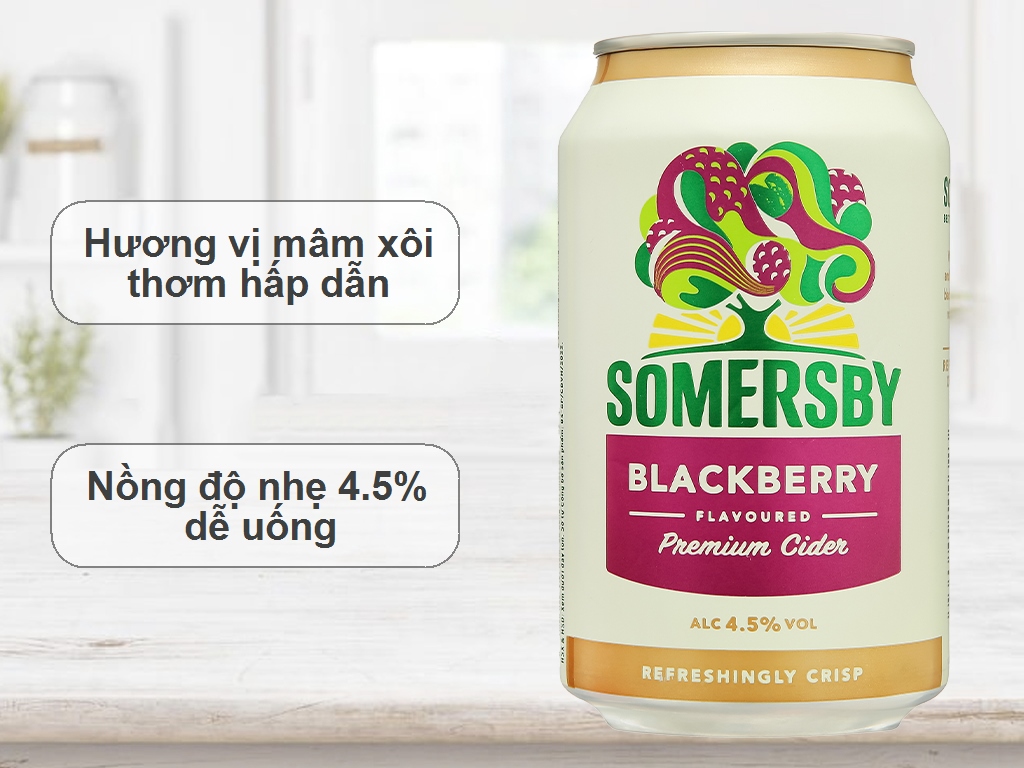 Hương vị mâm xôi
thơm hấp dẫn
Nồng độ nhẹ 4.5%
dễ uống
SOMERSBY
BLACKBERRY
FLAVOURED
Premium Cider
ALC 4.5% VOL
REFRESHINGLY CRISP